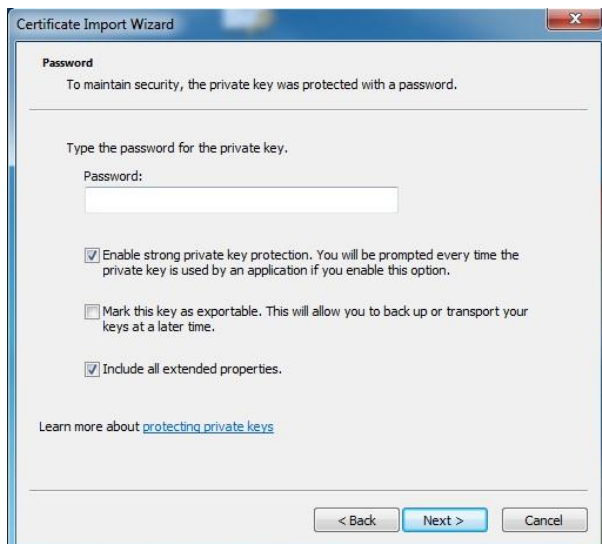 Certificate Import Wizard
Password
To maintain security, the private key was protected with a password.
Type the password for the private key.
Password:
Enable strong private key protection. You will be prompted every time the
private key is used by an application if you enable this option.
Mark this key as exportable. This will allow you to back up or transport your
keys at a later time.
Include all extended properties.
Learn more about protecting private keys
< Back Next > Cancel